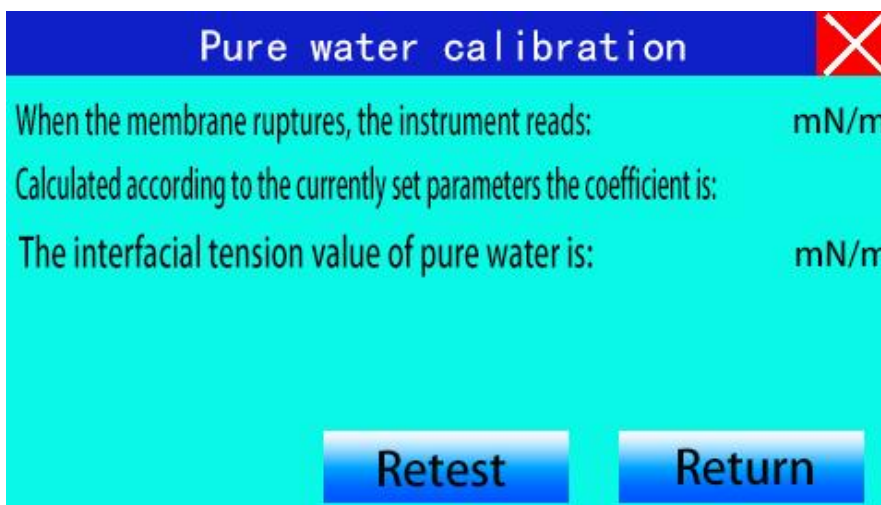 Pure water calibration
When the membrane ruptures, the instrument reads: mN/m
Calculated according to the currently set parameters the coefficient is:
The interfacial tension value of pure water is: mN/m
Retest Return